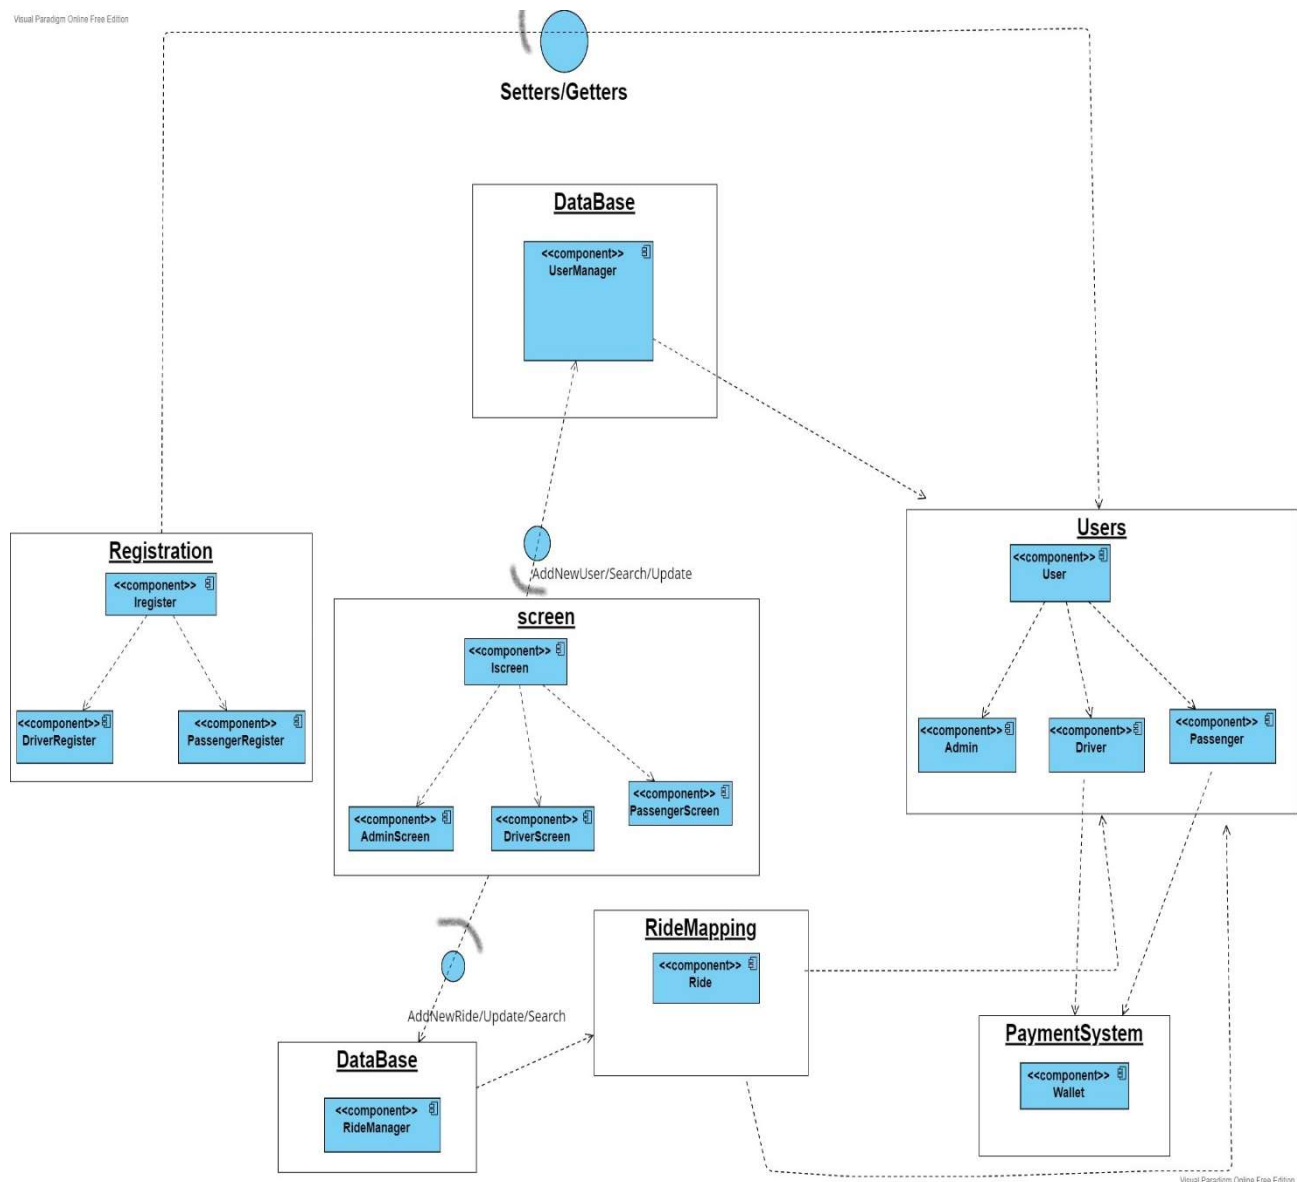 Visual Paradigm Online Free Edition
Setters/Getters
DataBase
<<component>>
UserManager
AddNewUser/Search/Update
Registration
<<component>>
Iregister
<<component>>
DriverRegister
<<component>>
PassengerRegister
screen
<<component>>
Iscreen
<<component>>
AdminScreen
<<component>>
DriverScreen
<<component>>
PassengerScreen
Users
<<component>>
User
<<component>>
Admin
<<component>>
Driver
<<component>>
Passenger
AddNewRide/Update/Search
DataBase
<<component>>
RideManager
RideMapping
<<component>>
Ride
PaymentSystem
<<component>>
Wallet
Visual Paradigm Online Free Edition